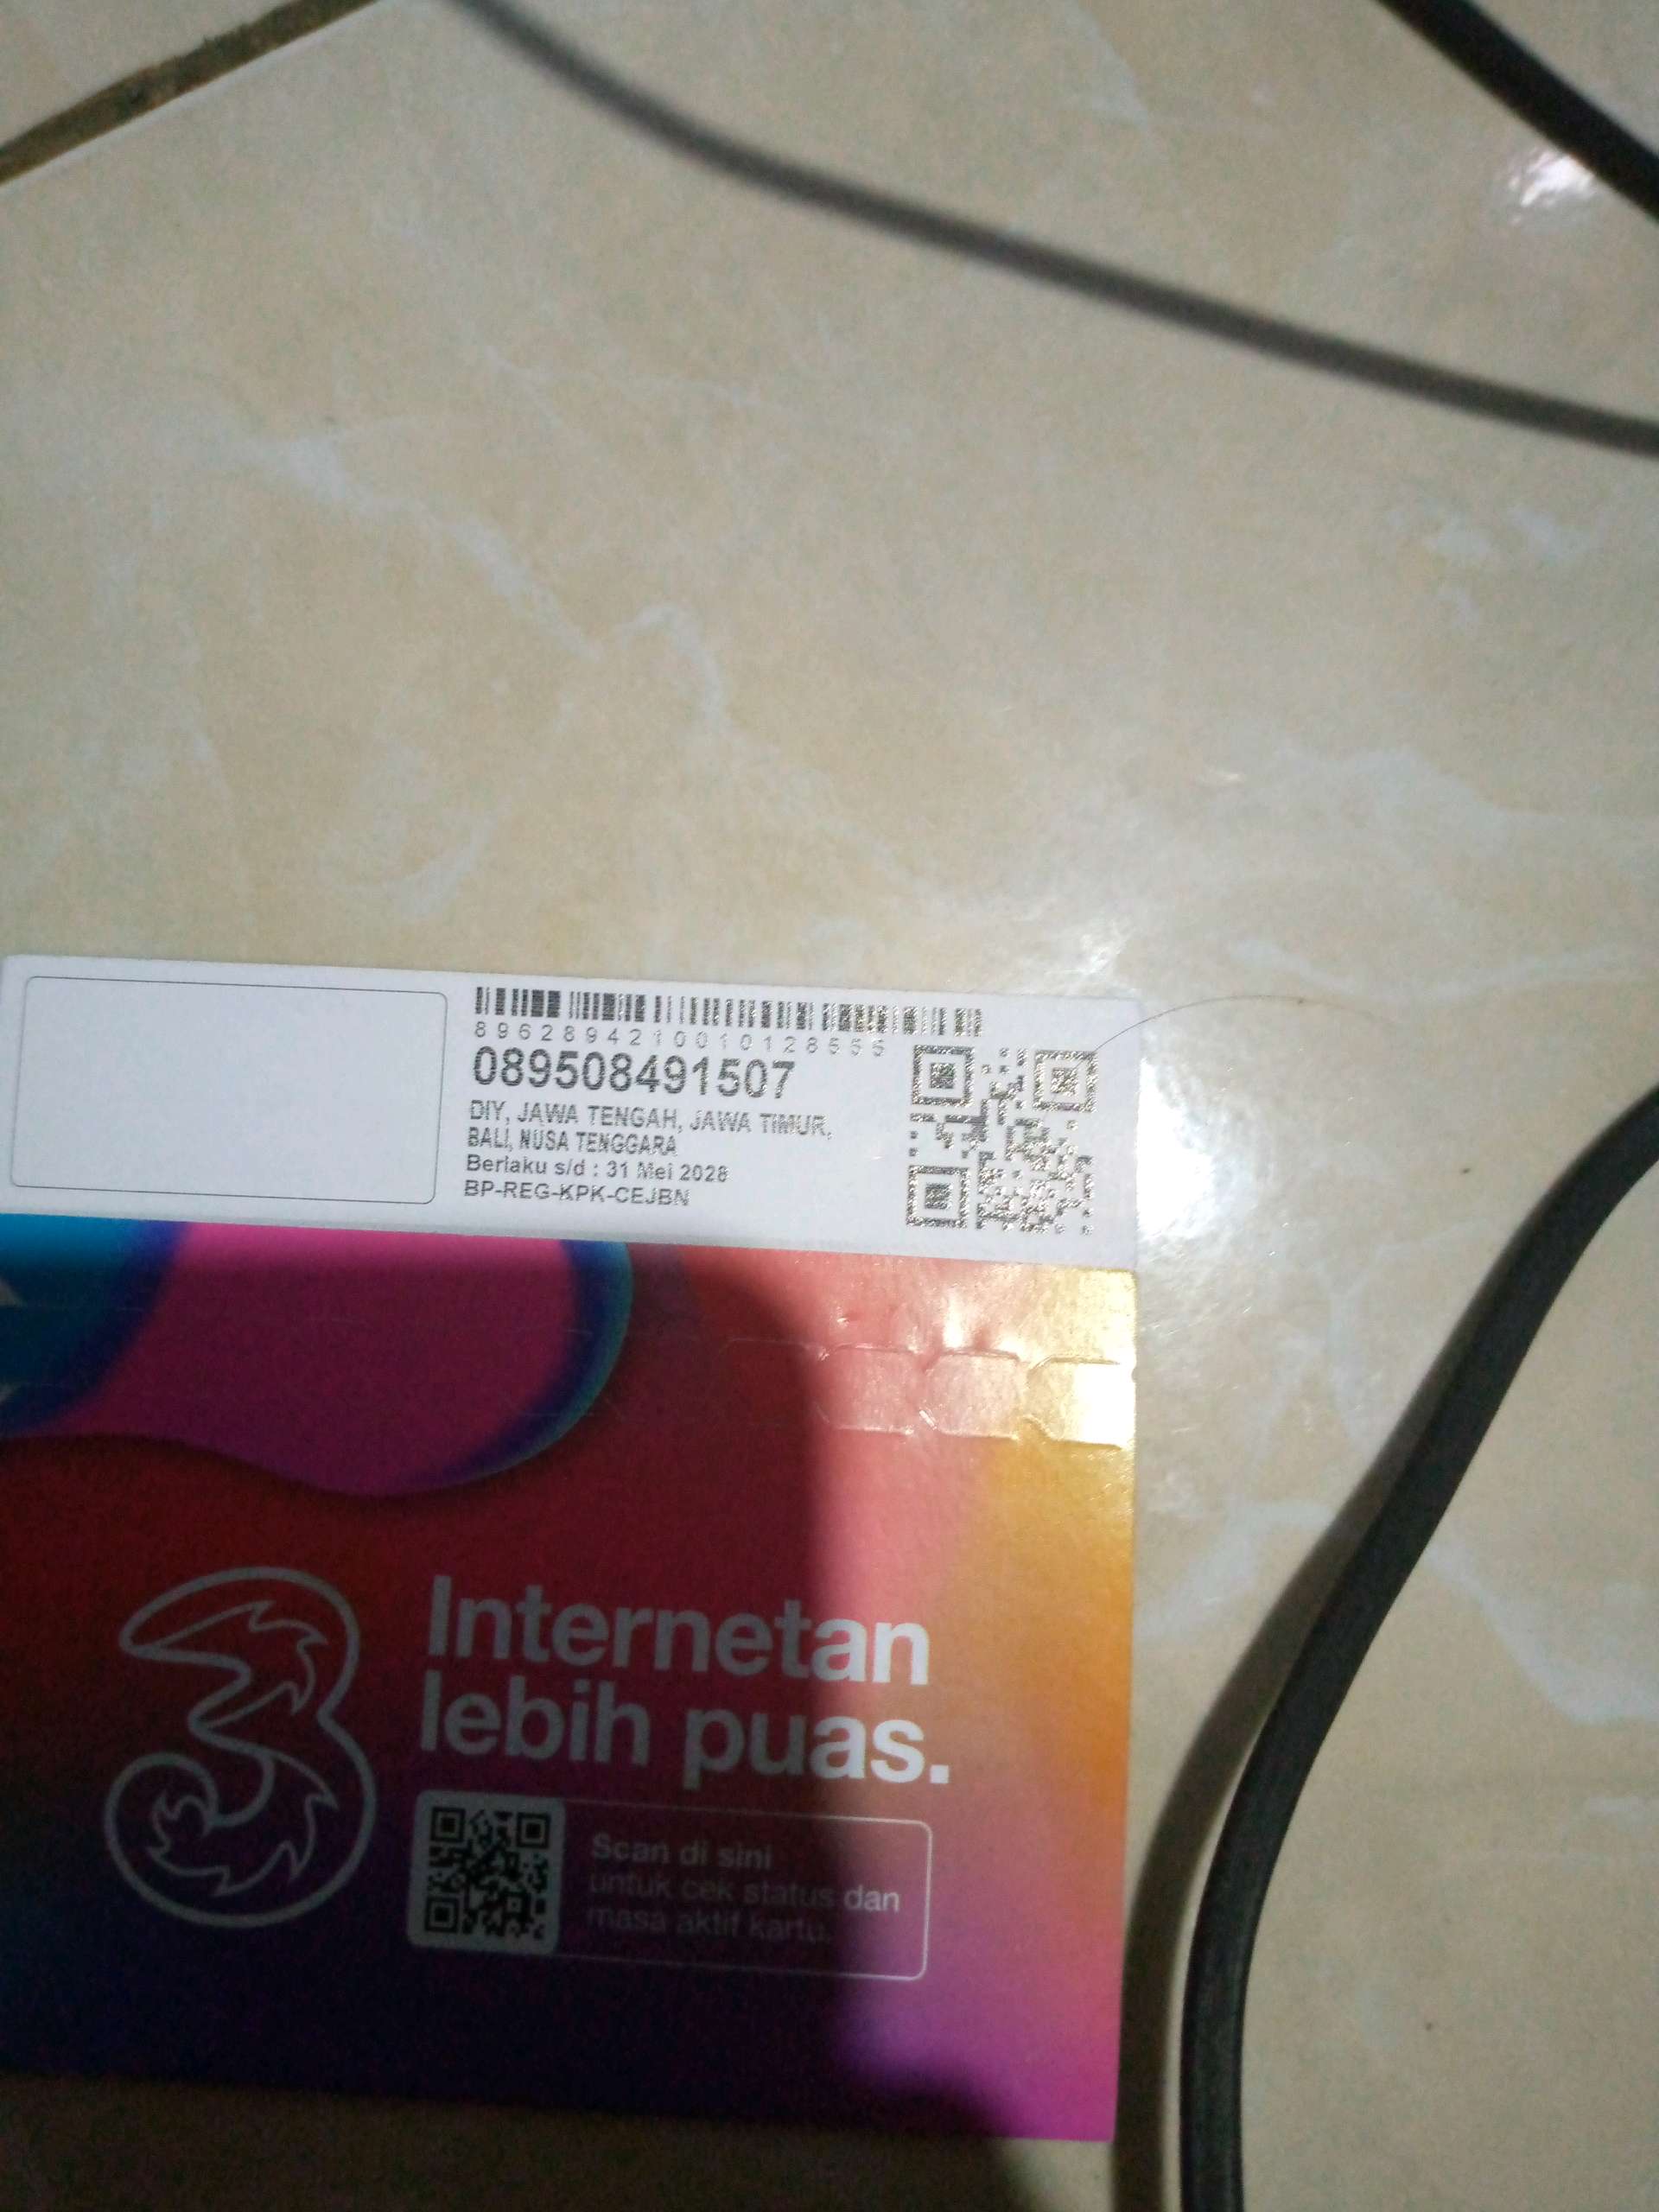 8962894210010128555
089508491507
DIY, JAWA TENGAH, JAWA TIMUR,
BALI, NUSA TENGGARA
Berlaku s/d : 31 Mei 2028
BP-REG-KPK-CEJBN
3
Internetan
lebih puas.
Scan di sini
untuk cek status dan
masa aktif kartu.